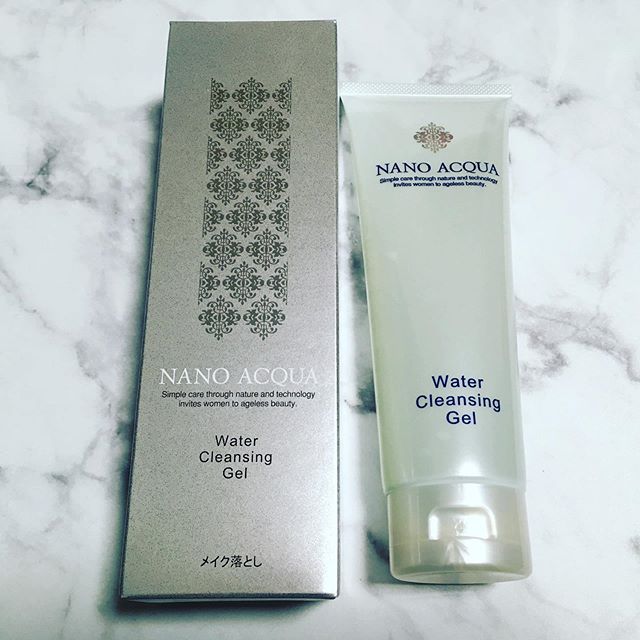 NANO ACQUA
Simple care through nature and technology
invites women to ageless beauty.
Water
Cleansing
Gel
メイク落とし
NANO ACQUA
Simple care through nature and technology
invites women to ageless beauty.
Water
Cleansing
Gel